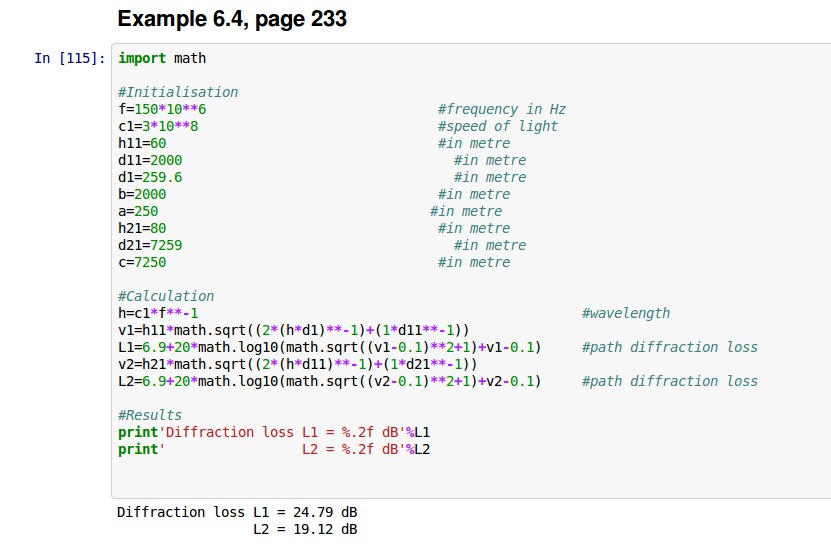 Example 6.4, page 233
In [115]: import math
#Initialisation
f=150*10**6 #frequency in Hz
c1=3*10**8 #speed of light
h11=60 #in metre
d11=2000 #in metre
d1=259.6 #in metre
b=2000 #in metre
a=250 #in metre
h21=80 #in metre
d21=7259 #in metre
c=7250 #in metre
#Calculation
h=c1*f**-1 #wavelength
v1=h11*math.sqrt((2*(h*d1)**-1)+(1*d11**-1))
L1=6.9+20*math.log10(math.sqrt((v1-0.1)**2+1)+v1-0.1) #path diffraction loss
v2=h21*math.sqrt((2*(h*d11)**-1)+(1*d21**-1))
L2=6.9+20*math.log10(math.sqrt((v2-0.1)**2+1)+v2-0.1) #path diffraction loss
#Results
print'Diffraction loss L1 = %.2f dB'%L1
print' L2 = %.2f dB'%L2
Diffraction loss L1 = 24.79 dB
L2 = 19.12 dB